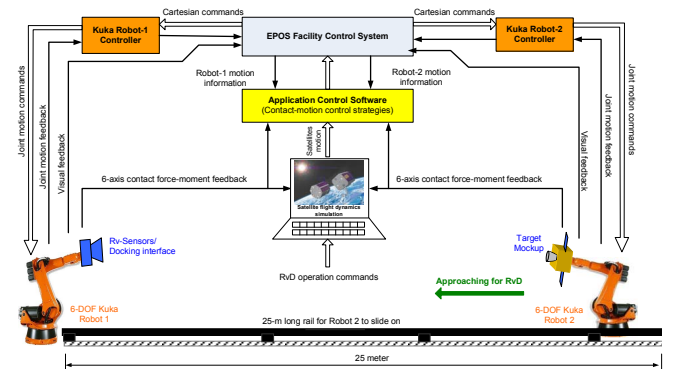 Cartesian commands
Cartesian commands
Kuka Robot-1
Controller
EPOS Facility Control System
Kuka Robot-2
Controller
Robot-1 motion
information
Robot-2 motion
information
Application Control Software
(Contact-motion control strategies)
Joint motion commands
Joint motion feedback
Visual feedback
Satellites
motion
Visual feedback
Joint motion feedback
Joint motion commands
6-axis contact force-moment feedback
6-axis contact force-moment feedback
Satellite flight dynamics
simulation
Rv-Sensors/
Docking interface
Target
Mockup
RvD operation commands
Approaching for RvD
6-DOF Kuka
Robot 1
6-DOF Kuka
Robot 2
25-m long rail for Robot 2 to slide on
25 meter